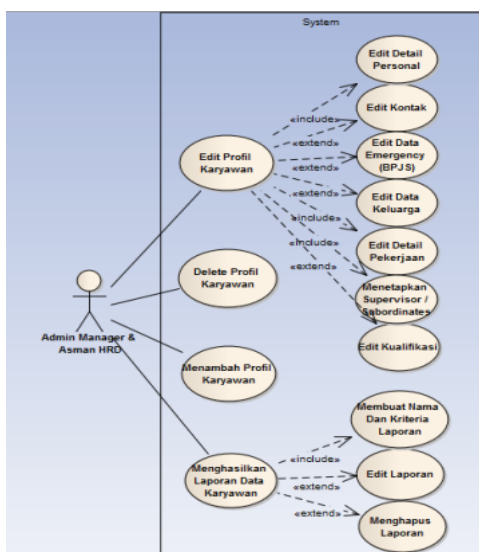 System
Edit Detail
Personal
Edit Kontak
«include»
«extend»
Edit Data
Emergency
(BPJS)
Edit Profil
Karyawan
«extend»
Edit Data
Keluarga
«extend»
«include»
Edit Detail
Pekerjaan
«include»
«extend»
Delete Profil
Karyawan
Menetapkan
Supervisor /
Subordinates
Admin Manager &
Asman HRD
Edit Kualifikasi
Menambah Profil
Karyawan
Membuat Nama
Dan Kriteria
Laporan
«include»
Menghasilkan
Laporan Data
Karyawan
Edit Laporan
«extend»
«extend»
Menghapus
Laporan